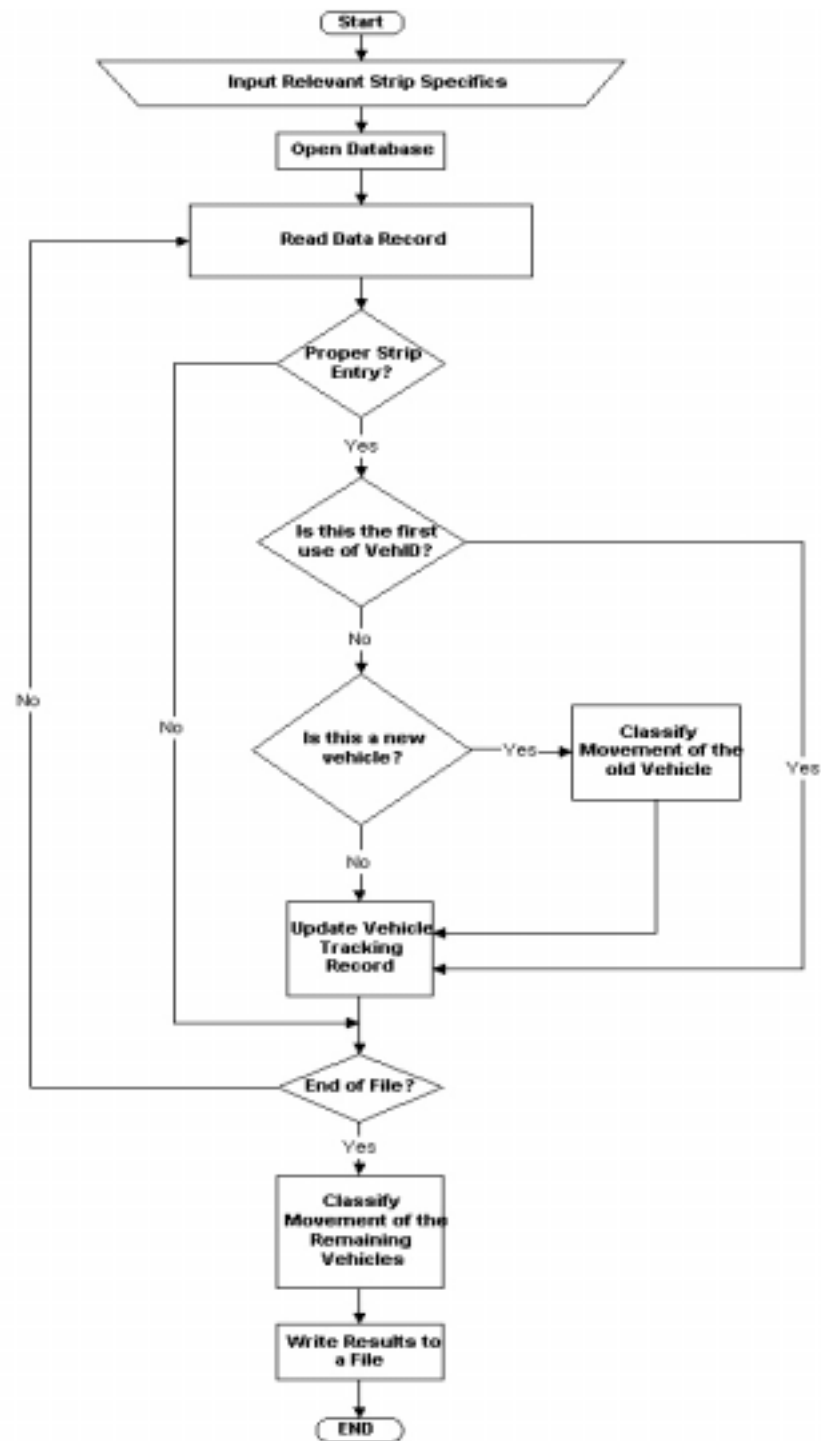 Start
Input Relevant Strip Specifics
Open Database
Read Data Record
Proper Strip
Entry?
Yes
Is this the first
use of VehID?
No
No
No
Is this a new
vehicle?
Yes
Classify
Movement of the
old Vehicle
Yes
No
Update Vehicle
Tracking
Record
End of File?
Yes
Classify
Movement of the
Remaining
Vehicles
Write Results to
a File
END